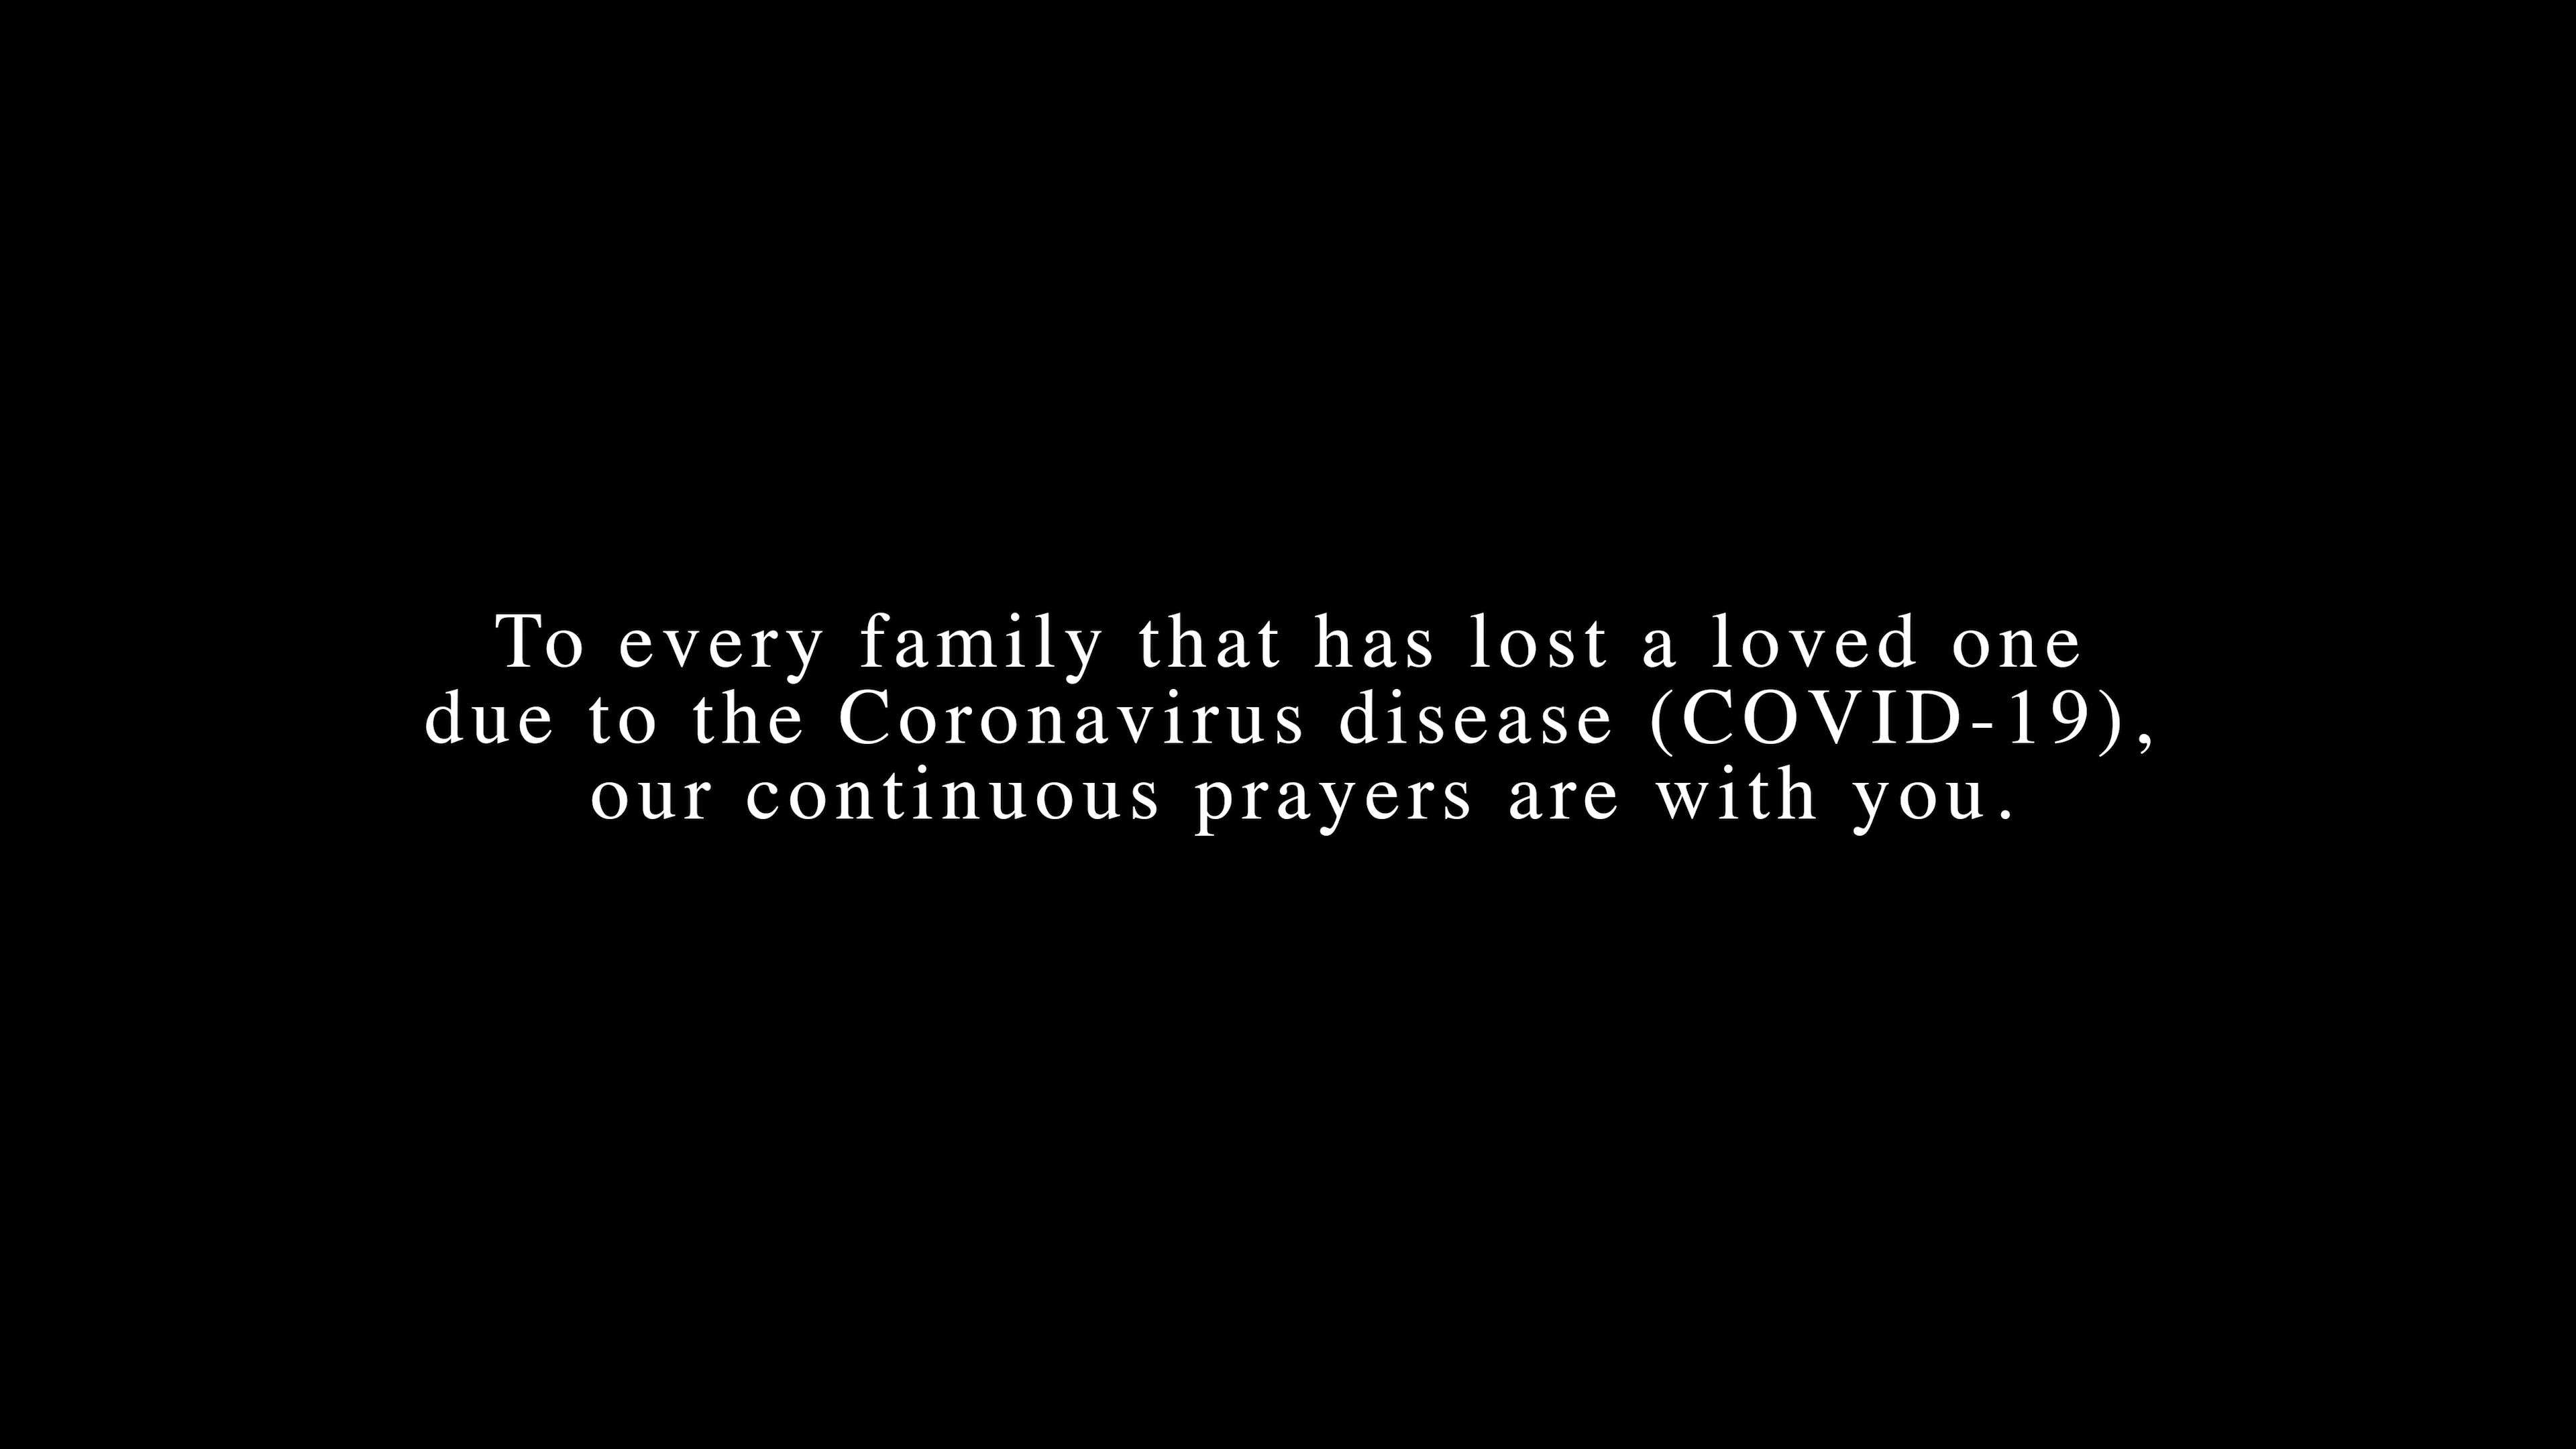 To every family that has lost a loved one
due to the Coronavirus disease (COVID-19),
our continuous prayers are with you.